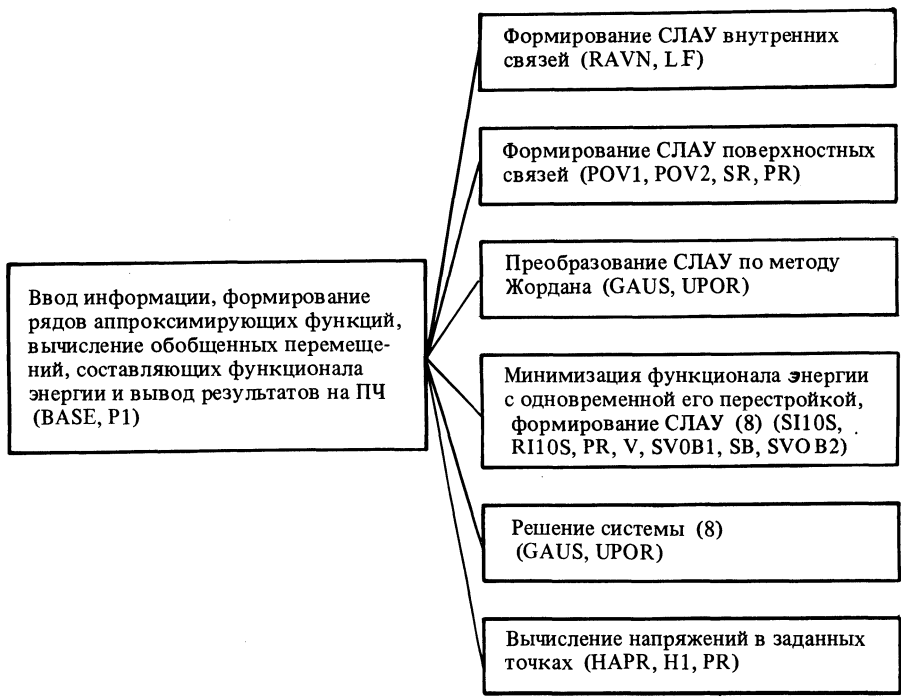 Ввод информации, формирование
рядов аппроксимирующих функций,
вычисление обобщенных перемеще-
ний, составляющих функционала
энергии и вывод результатов на ПЧ
(BASE, P1)
Формирование СЛАУ внутренних
связей (RAVN, LF)
Формирование СЛАУ поверхностных
связей (POV1, POV2, SR, PR)
Преобразование СЛАУ по методу
Жордана (GAUS, UPOR)
Минимизация функционала энергии
с одновременной его перестройкой,
формирование СЛАУ (8) (SI10S,
RI10S, PR, V, SV0B1, SB, SVOB2)
Решение системы (8)
(GAUS, UPOR)
Вычисление напряжений в заданных
точках (HAPR, H1, PR)